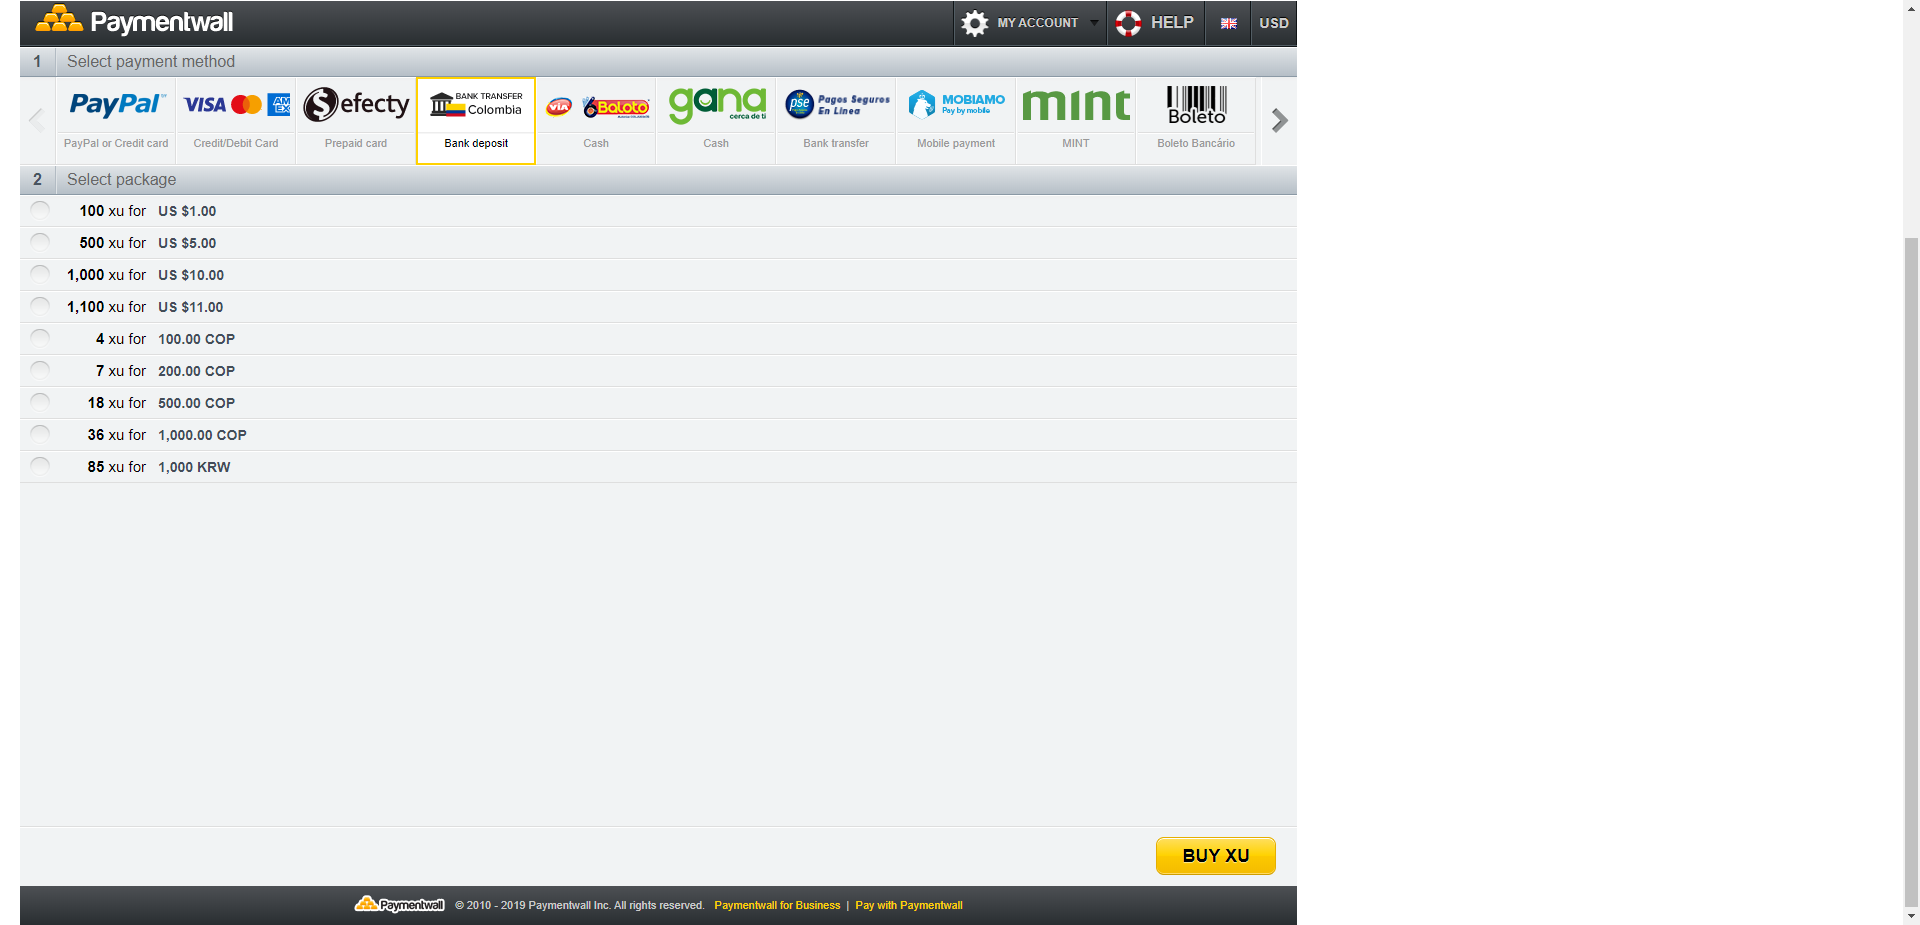 Paymentwall
MY ACCOUNT
HELP
USD
1 Select payment method
PayPal™
PayPal or Credit card
VISA AM EX
Credit/Debit Card
$efecty
Prepaid card
BANK TRANSFER
Colombia
Bank deposit
VIA Baloto
Cash
gana
cerca de ti
Cash
pse Pagos Seguros
En Linea
Bank transfer
MOBIAMO
Pay by mobile
Mobile payment
mint
MINT
Boleto
Boleto Bancário
2 Select package
100 xu for US $1.00
500 xu for US $5.00
1,000 xu for US $10.00
1,100 xu for US $11.00
4 xu for 100.00 COP
7 xu for 200.00 COP
18 xu for 500.00 COP
36 xu for 1,000.00 COP
85 xu for 1,000 KRW
BUY XU
Paymentwall © 2010 - 2019 Paymentwall Inc. All rights reserved. Paymentwall for Business | Pay with Paymentwall